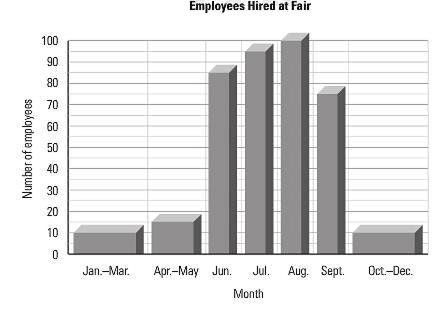 Employees Hired at Fair
Number of employees
100
90
80
70
60
50
40
30
20
10
0
Jan.–Mar. Apr.–May Jun. Jul. Aug. Sept. Oct.–Dec.
Month